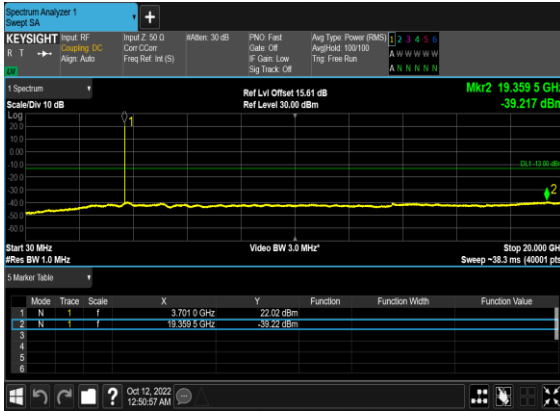 Spectrum Analyzer 1
Swept SA
+
KEYSIGHT Input: RF Input Z: 50 Ω #Atten: 30 dB PNO: Fast Avg Type: Power (RMS) 1 2 3 4 5 6
R T Coupling: DC Corr CCorr Gate: Off Avg|Hold: 100/100 A W W W W W
Align: Auto Freq Ref: Int (S) IF Gain: Low Trig: Free Run
Sig Track: Off A N N N N N
1 Spectrum Ref Lvl Offset 15.61 dB Mkr2 19.359 5 GHz
Scale/Div 10 dB Ref Level 30.00 dBm -39.217 dBm
Log
20.0
10.0
0.00
-10.0
-20.0
-30.0
-40.0
-50.0
-60.0
1
DL1 -13.00 dBm
2
Start 30 MHz Video BW 3.0 MHz* Stop 20.000 GH
#Res BW 1.0 MHz Sweep ~38.3 ms (40001 pts
5 Marker Table
Mode Trace Scale X Y Function Function Width Function Value
1 N 1 f 3.701 0 GHz 22.02 dBm
2 N 1 f 19.359 5 GHz -39.22 dBm
3
4
5
6
? Oct 12, 2022
12:50:57 AM